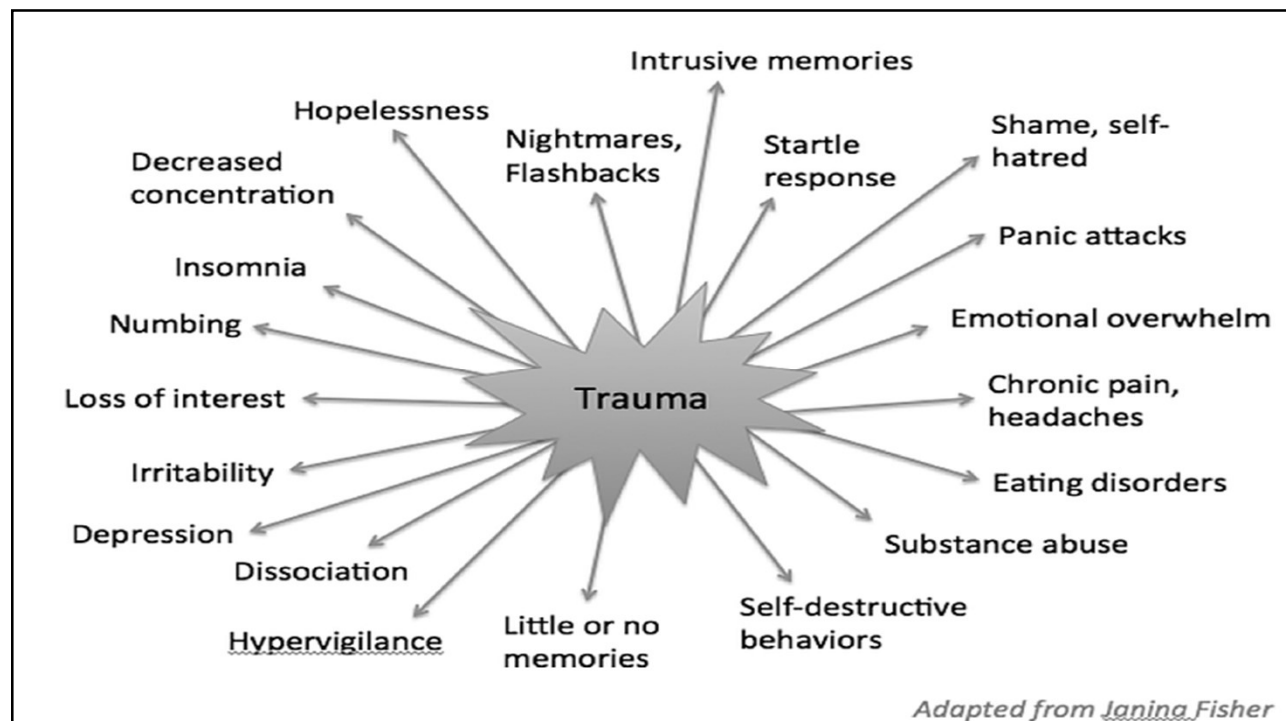 Intrusive memories
Hopelessness
Nightmares,
Flashbacks
Startle
response
Shame, self-
hatred
Decreased
concentration
Panic attacks
Insomnia
Numbing
Emotional overwhelm
Loss of interest
Trauma
Chronic pain,
headaches
Irritability
Eating disorders
Depression
Substance abuse
Dissociation
Hypervigilance
Little or no
memories
Self-destructive
behaviors
Adapted from Janina Fisher